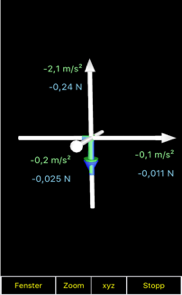 -2,1 m/s²
-0,24 N
-0,2 m/s²
-0,025 N
-0,1 m/s²
-0,011 N
Fenster Zoom xyz Stopp